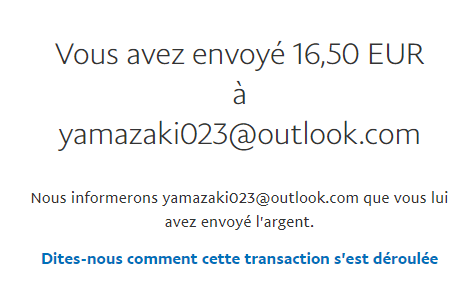 Vous avez envoyé 16,50 EUR
à
yamazaki023@outlook.com
Nous informerons yamazaki023@outlook.com que vous lui
avez envoyé l'argent.
Dites-nous comment cette transaction s'est déroulée